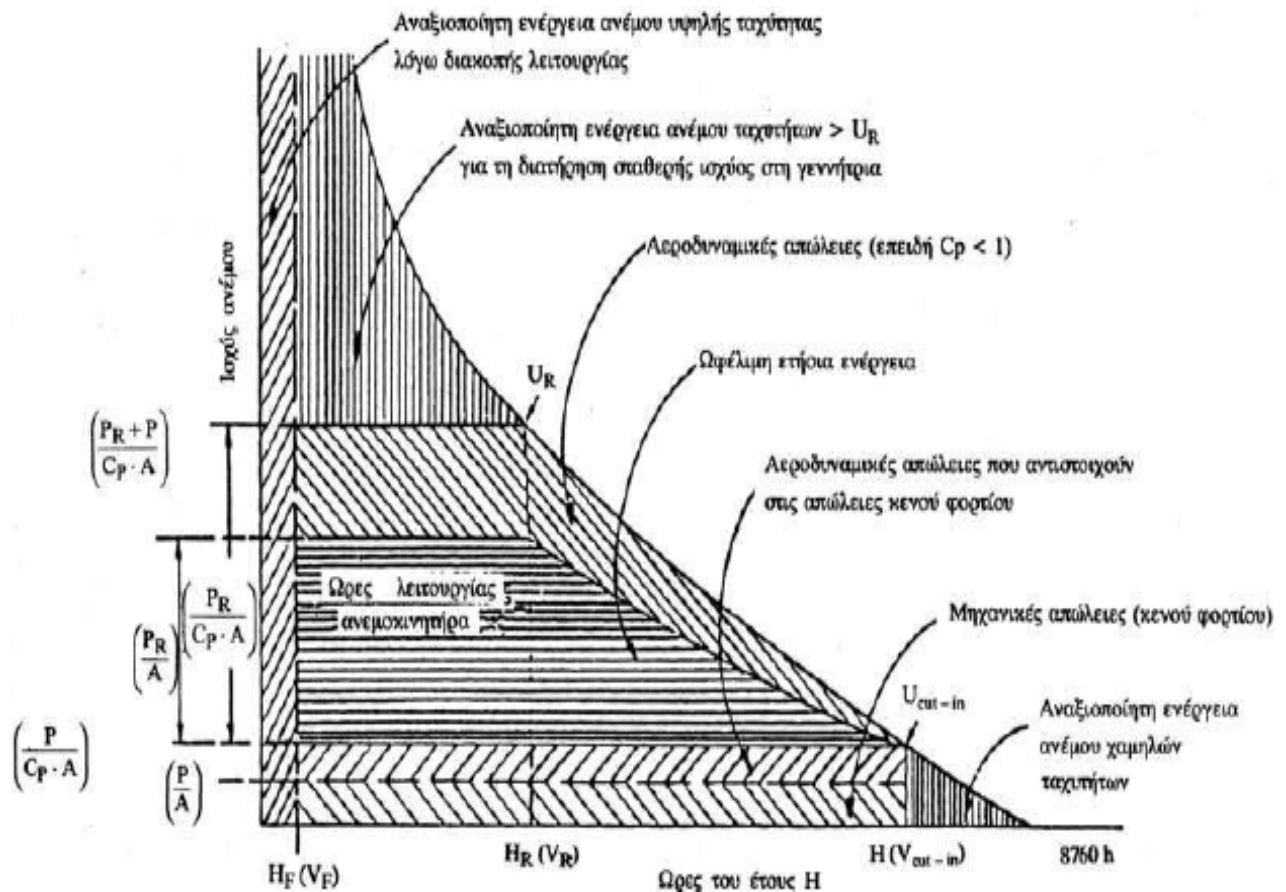 Αναξιοποίητη ενέργεια ανέμου υψηλής ταχύτητας
λόγω διακοπής λειτουργίας
Αναξιοποίητη ενέργεια ανέμου ταχυτήτων > U_R
για τη διατήρηση σταθερής ισχύος στη γεννήτρια
Αεροδυναμικές απώλειες (επειδή Cp < 1)
Ισχύς ανέμου
Ωφέλιμη ετήσια ενέργεια
U_R
(P_R + P / C_P · A)
Αεροδυναμικές απώλειες που αντιστοιχούν
στις απώλειες κενού φορτίου
Ωρες λειτουργίας
ανεμοκινητήρα
(P_R / C_P · A)
(P_R / A)
Μηχανικές απώλειες (κενού φορτίου)
U_cut-in
Αναξιοποίητη ενέργεια
ανέμου χαμηλών
ταχυτήτων
(P / C_P · A)
(P / A)
H_F (V_F)
H_R (V_R)
H (V_cut-in)
8760 h
Ωρες του έτους H